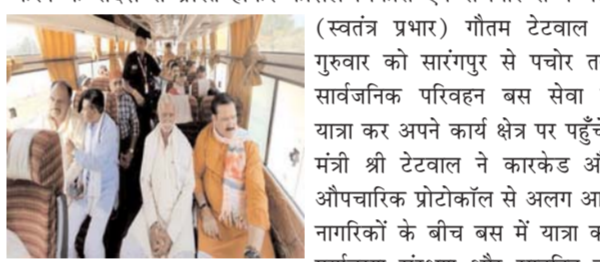 (स्वतंत्र प्रभार) गौतम टेटवाल
गुरुवार को सारंगपुर से पचोर
सार्वजनिक परिवहन बस सेवा
यात्रा कर अपने कार्य क्षेत्र पर
मंत्री श्री टेटवाल ने कारकेड
औपचारिक प्रोटोकॉल से अलग
नागरिकों के बीच बस में यात्रा